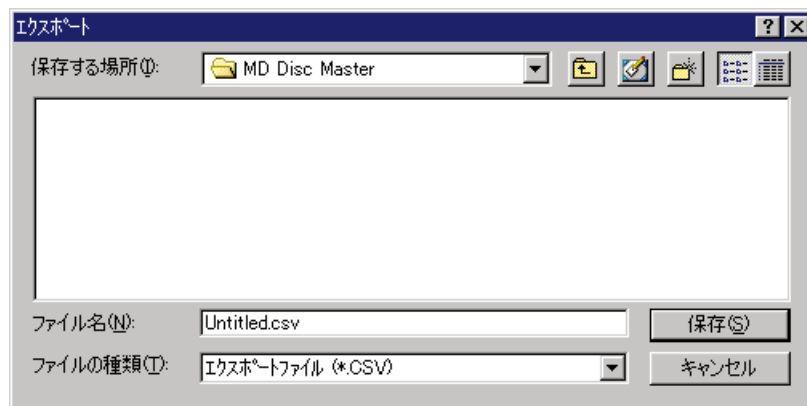 ｴｸｽﾎﾟｰﾄ
保存する場所(I):
MD Disc Master
ファイル名(N):
Untitled.csv
保存(S)
ファイルの種類(T):
ｴｸｽﾎﾟｰﾄﾌｧｲﾙ (*.CSV)
キャンセル